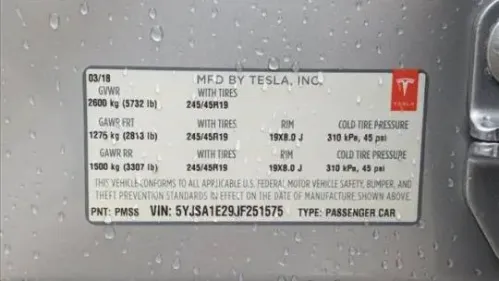 03/18 MFD BY TESLA, INC.
GVWR WITH TIRES
2600 kg (5732 lb) 245/45R19
TESLA
GAWR FRT WITH TIRES RIM COLD TIRE PRESSURE
1275 kg (2813 lb) 245/45R19 19X8.0 J 310 kPa, 45 psi
GAWR RR WITH TIRES RIM COLD TIRE PRESSURE
1500 kg (3307 lb) 245/45R19 19X8.0 J 310 kPa, 45 psi
THIS VEHICLE CONFORMS TO ALL APPLICABLE U.S. FEDERAL MOTOR VEHICLE SAFETY, BUMPER, AND
THEFT PREVENTION STANDARDS IN EFFECT ON THE DATE OF MANUFACTURE, SHOWN ABOVE.
PNT: PMSS VIN: 5YJSA1E29JF251575 TYPE: PASSENGER CAR